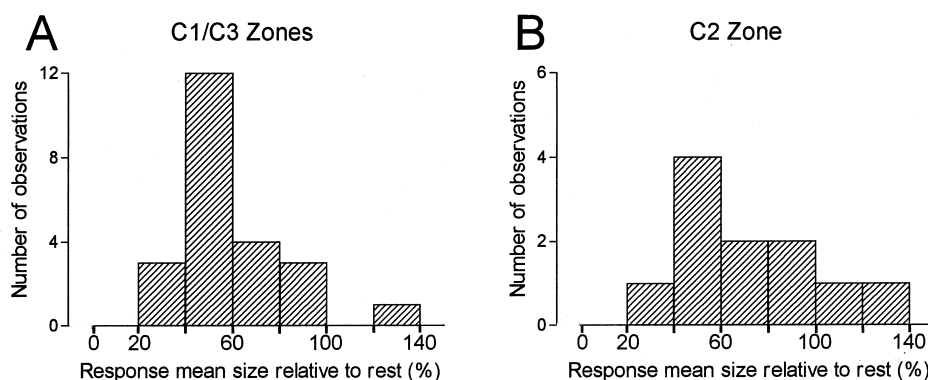 A
C1/C3 Zones
Number of observations
12
8
4
0
0 20 60 100 140
Response mean size relative to rest (%)
B
C2 Zone
Number of observations
6
4
2
0
0 20 60 100 140
Response mean size relative to rest (%)